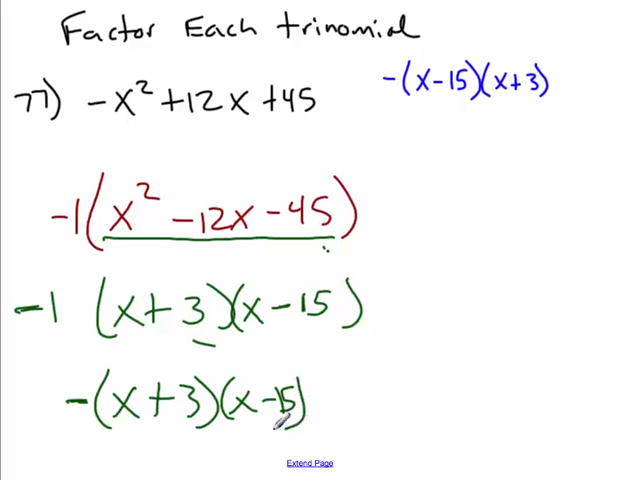 Factor Each trinomial
77) -x² +12x +45
-(x-15)(x+3)
-1(x² -12x -45)
-1 (x+3)(x-15)
-(x+3)(x-15)
Extend Page